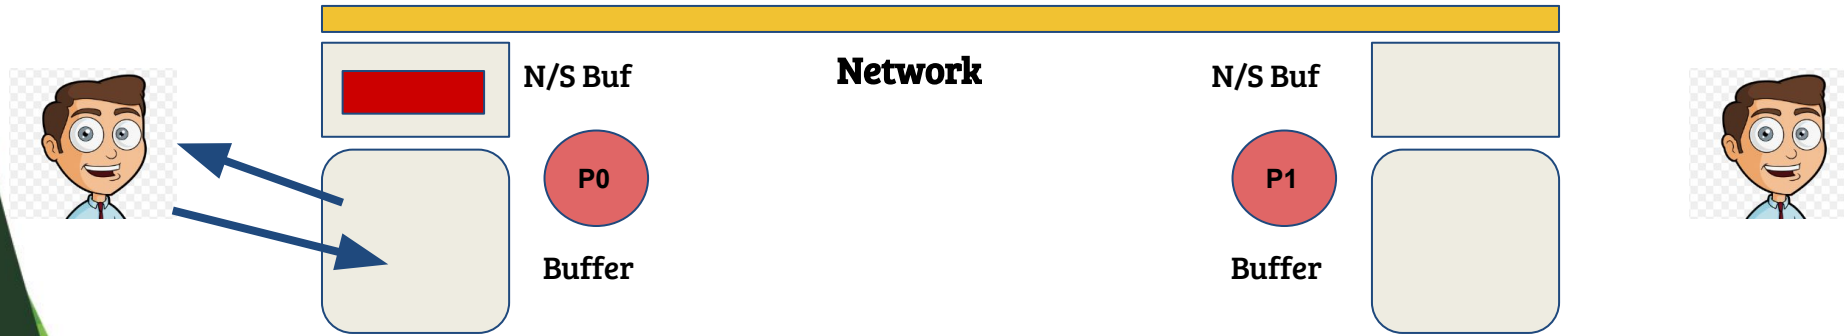 N/S Buf
Network
N/S Buf
P0
P1
Buffer
Buffer